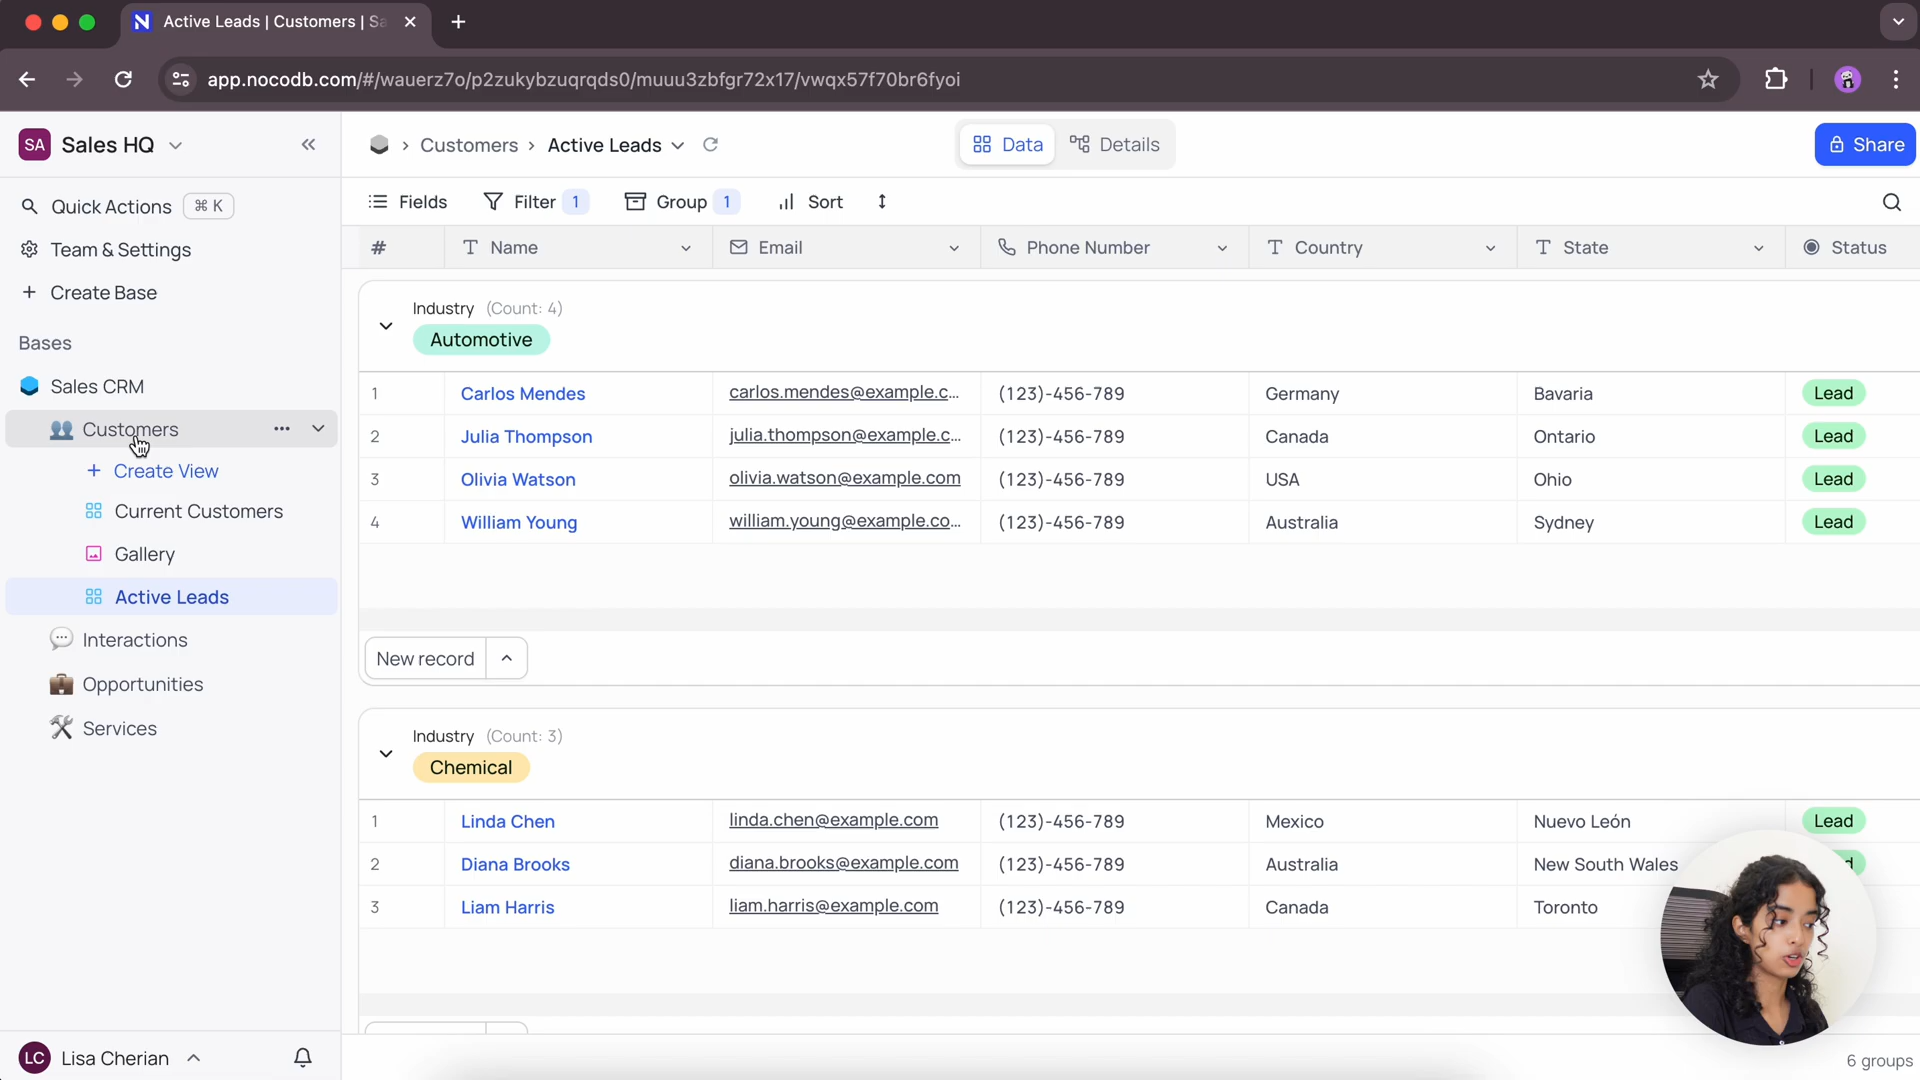 Active Leads | Customers | Sa
app.nocodb.com/#/wauerz7o/p2zukybzuqrqds0/muuu3zbfgr72x17/vwqx57f70br6fyoi
SA Sales HQ
Customers › Active Leads
Data
Details
Share
Quick Actions ⌘ K
Team & Settings
+ Create Base
Bases
Sales CRM
Customers
+ Create View
Current Customers
Gallery
Active Leads
Interactions
Opportunities
Services
LC Lisa Cherian
Fields
Filter 1
Group 1
Sort
# Name Email Phone Number Country State Status
Industry (Count: 4)
Automotive
1 Carlos Mendes carlos.mendes@example.c... (123)-456-789 Germany Bavaria Lead
2 Julia Thompson julia.thompson@example.c... (123)-456-789 Canada Ontario Lead
3 Olivia Watson olivia.watson@example.com (123)-456-789 USA Ohio Lead
4 William Young william.young@example.co... (123)-456-789 Australia Sydney Lead
New record
Industry (Count: 3)
Chemical
1 Linda Chen linda.chen@example.com (123)-456-789 Mexico Nuevo León Lead
2 Diana Brooks diana.brooks@example.com (123)-456-789 Australia New South Wales
3 Liam Harris liam.harris@example.com (123)-456-789 Canada Toronto
6 groups